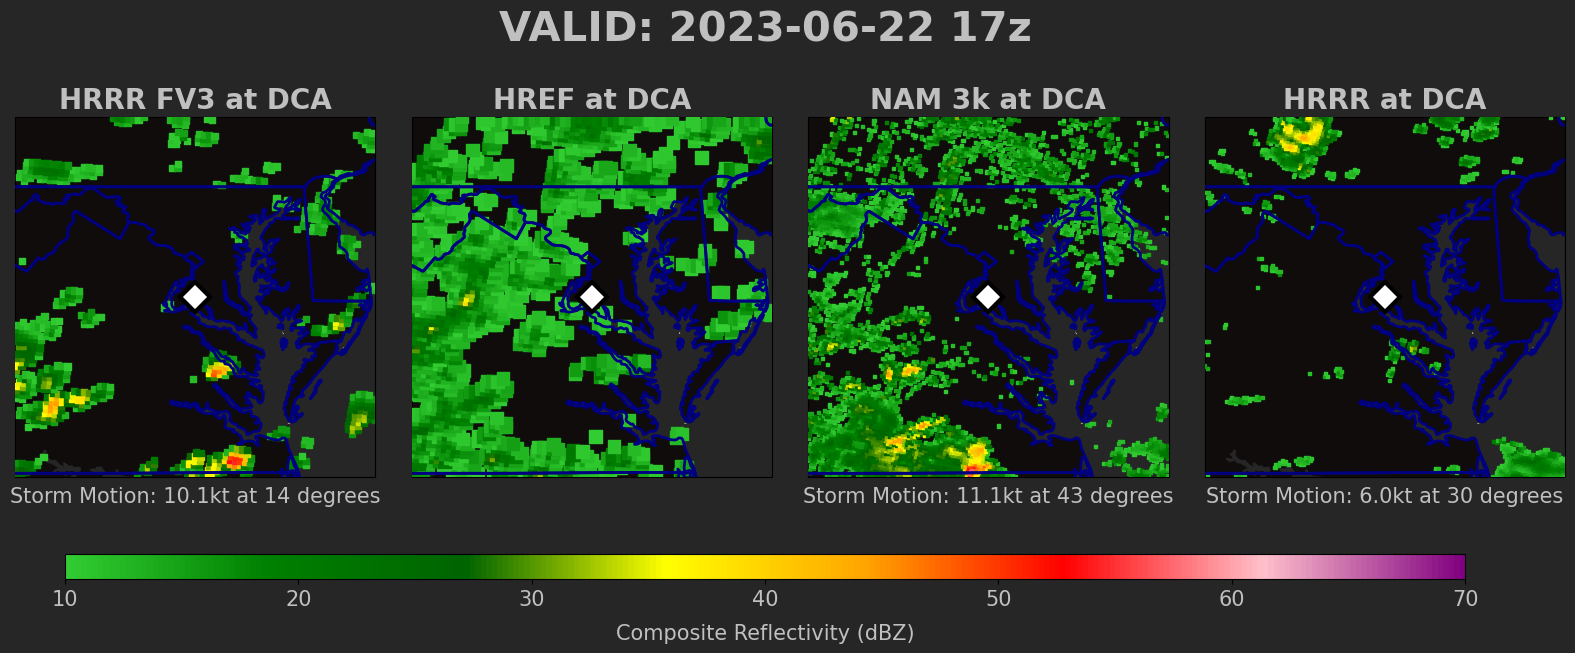 VALID: 2023-06-22 17z
HRRR FV3 at DCA
HREF at DCA
NAM 3k at DCA
HRRR at DCA
Storm Motion: 10.1kt at 14 degrees
Storm Motion: 11.1kt at 43 degrees
Storm Motion: 6.0kt at 30 degrees
10 20 30 40 50 60 70
Composite Reflectivity (dBZ)